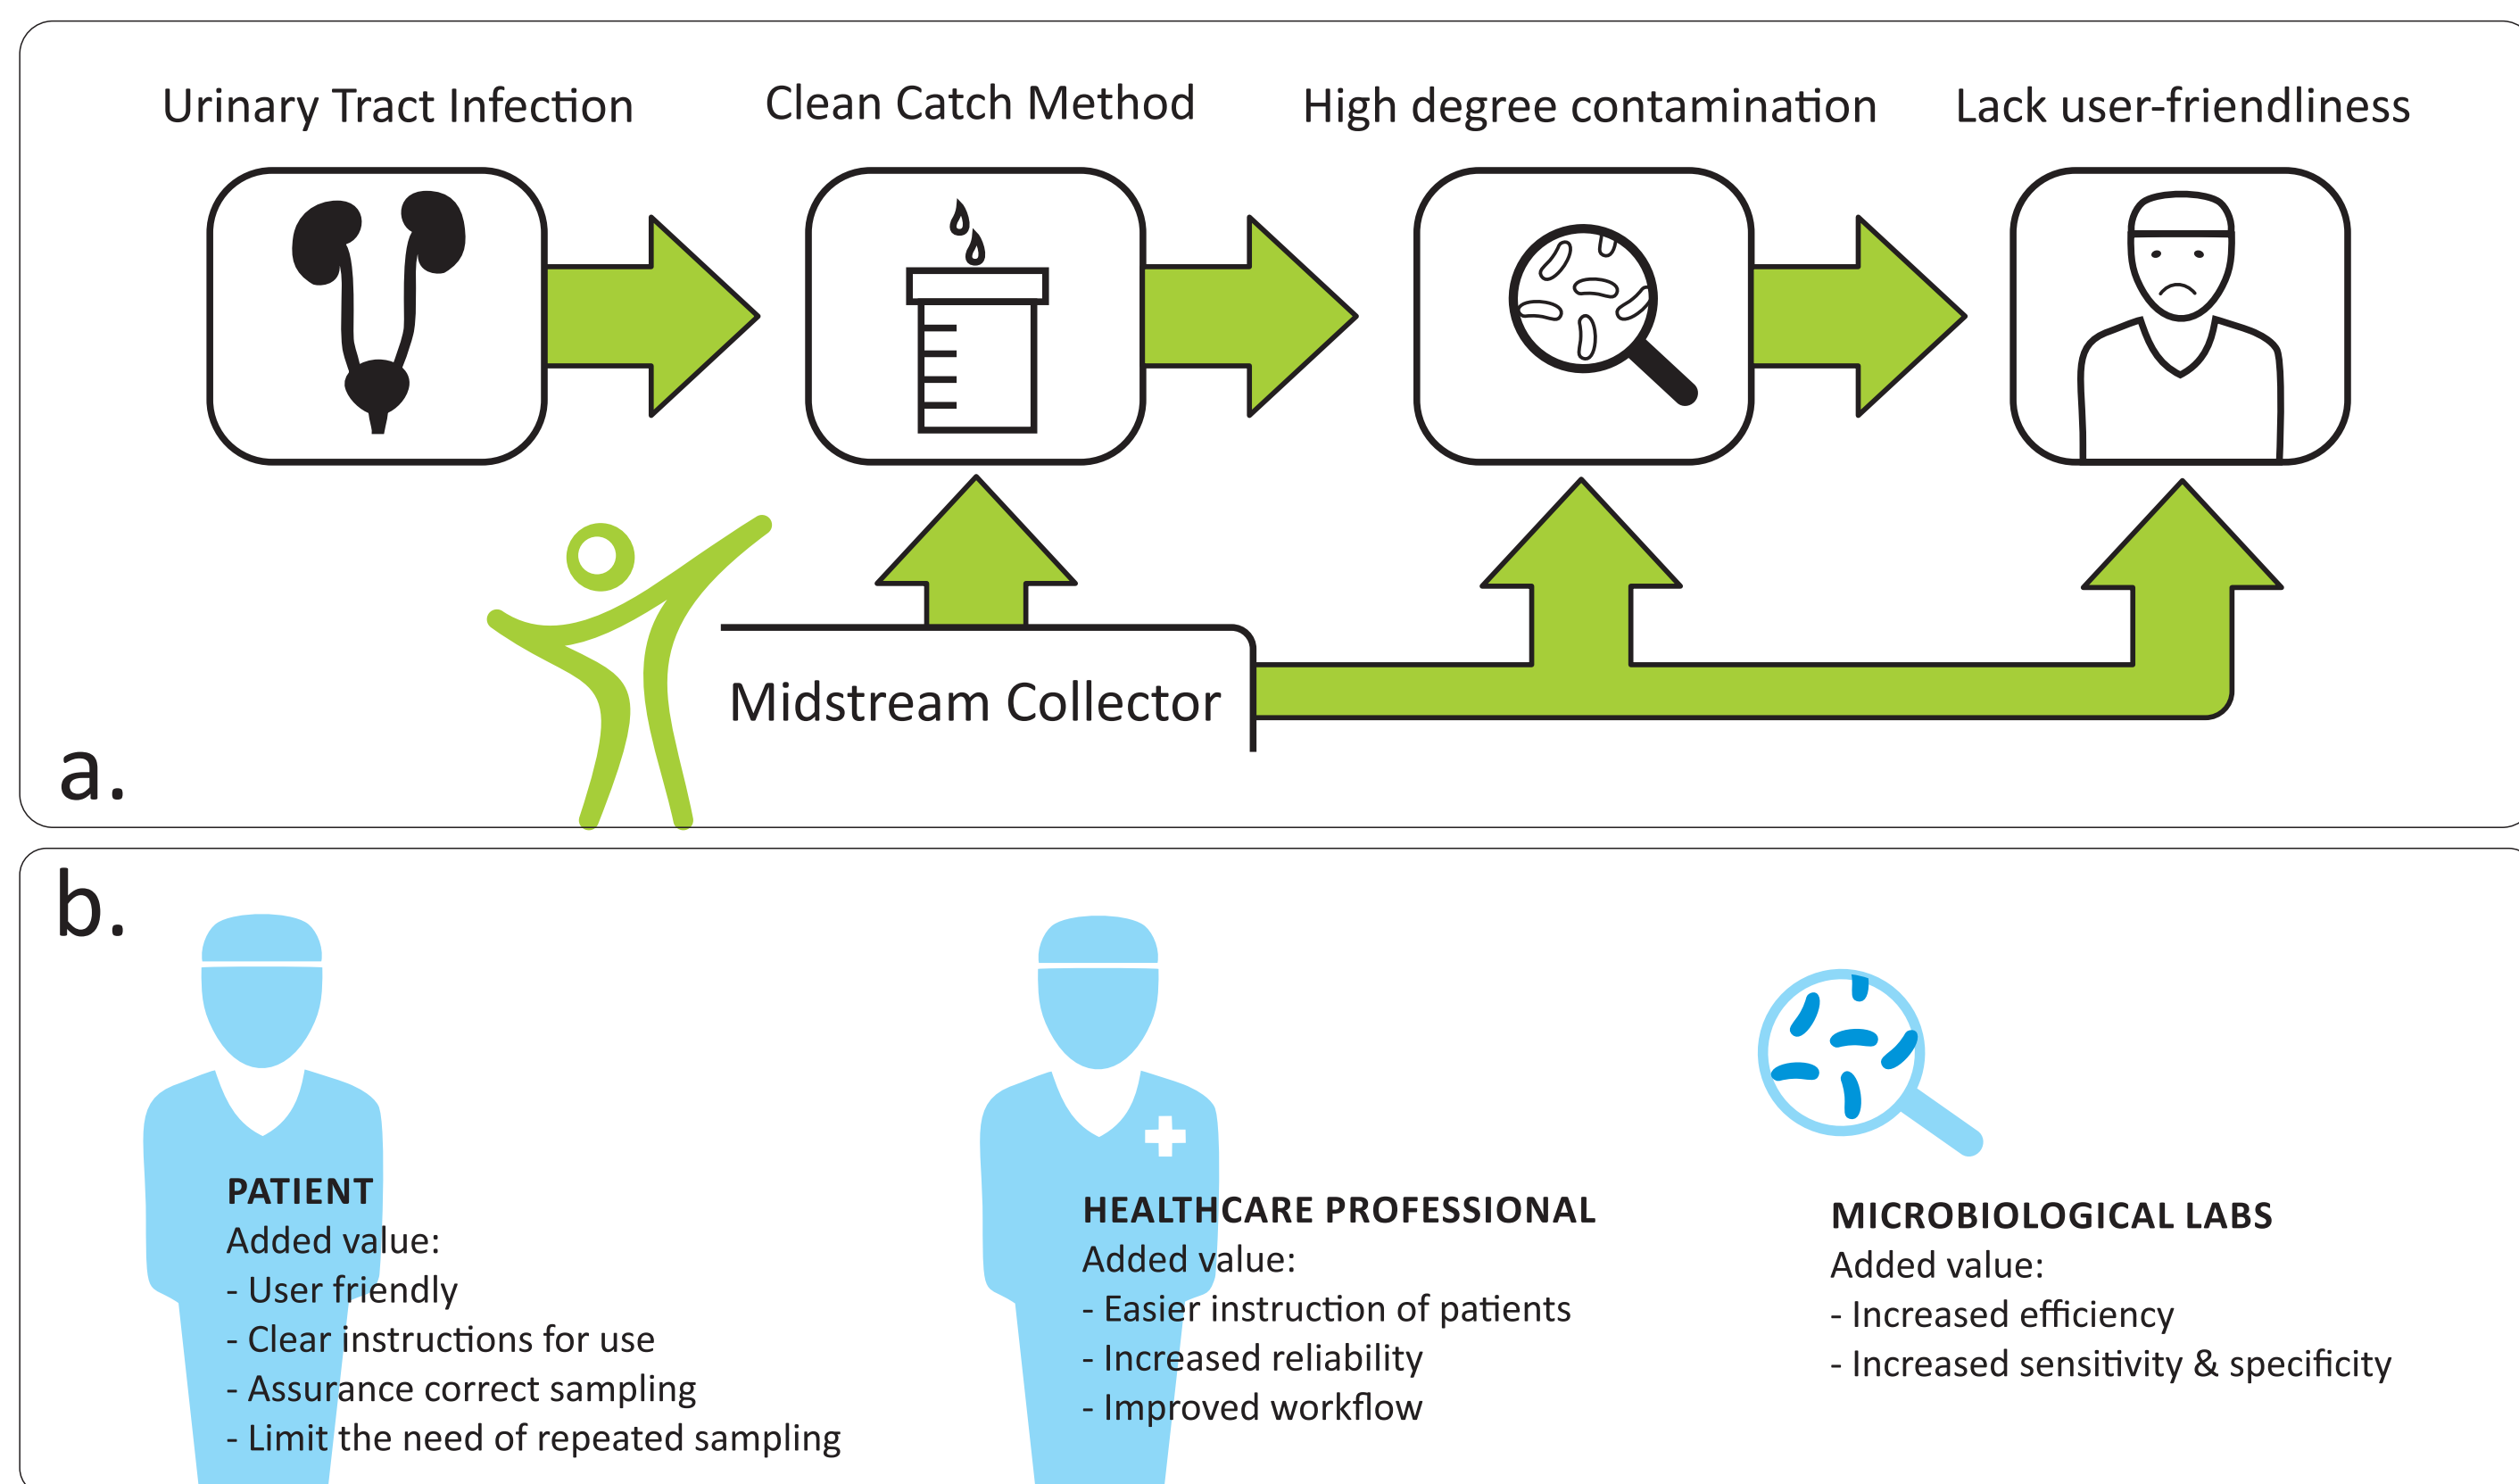 Urinary Tract Infection
Clean Catch Method
High degree contamination
Lack user-friendliness
Midstream Collector
a.
b.
PATIENT
Added value:
- User friendly
- Clear instructions for use
- Assurance correct sampling
- Limit the need of repeated sampling
HEALTHCARE PROFESSIONAL
Added value:
- Easier instruction of patients
- Increased reliability
- Improved workflow
MICROBIOLOGICAL LABS
Added value:
- Increased efficiency
- Increased sensitivity & specificity